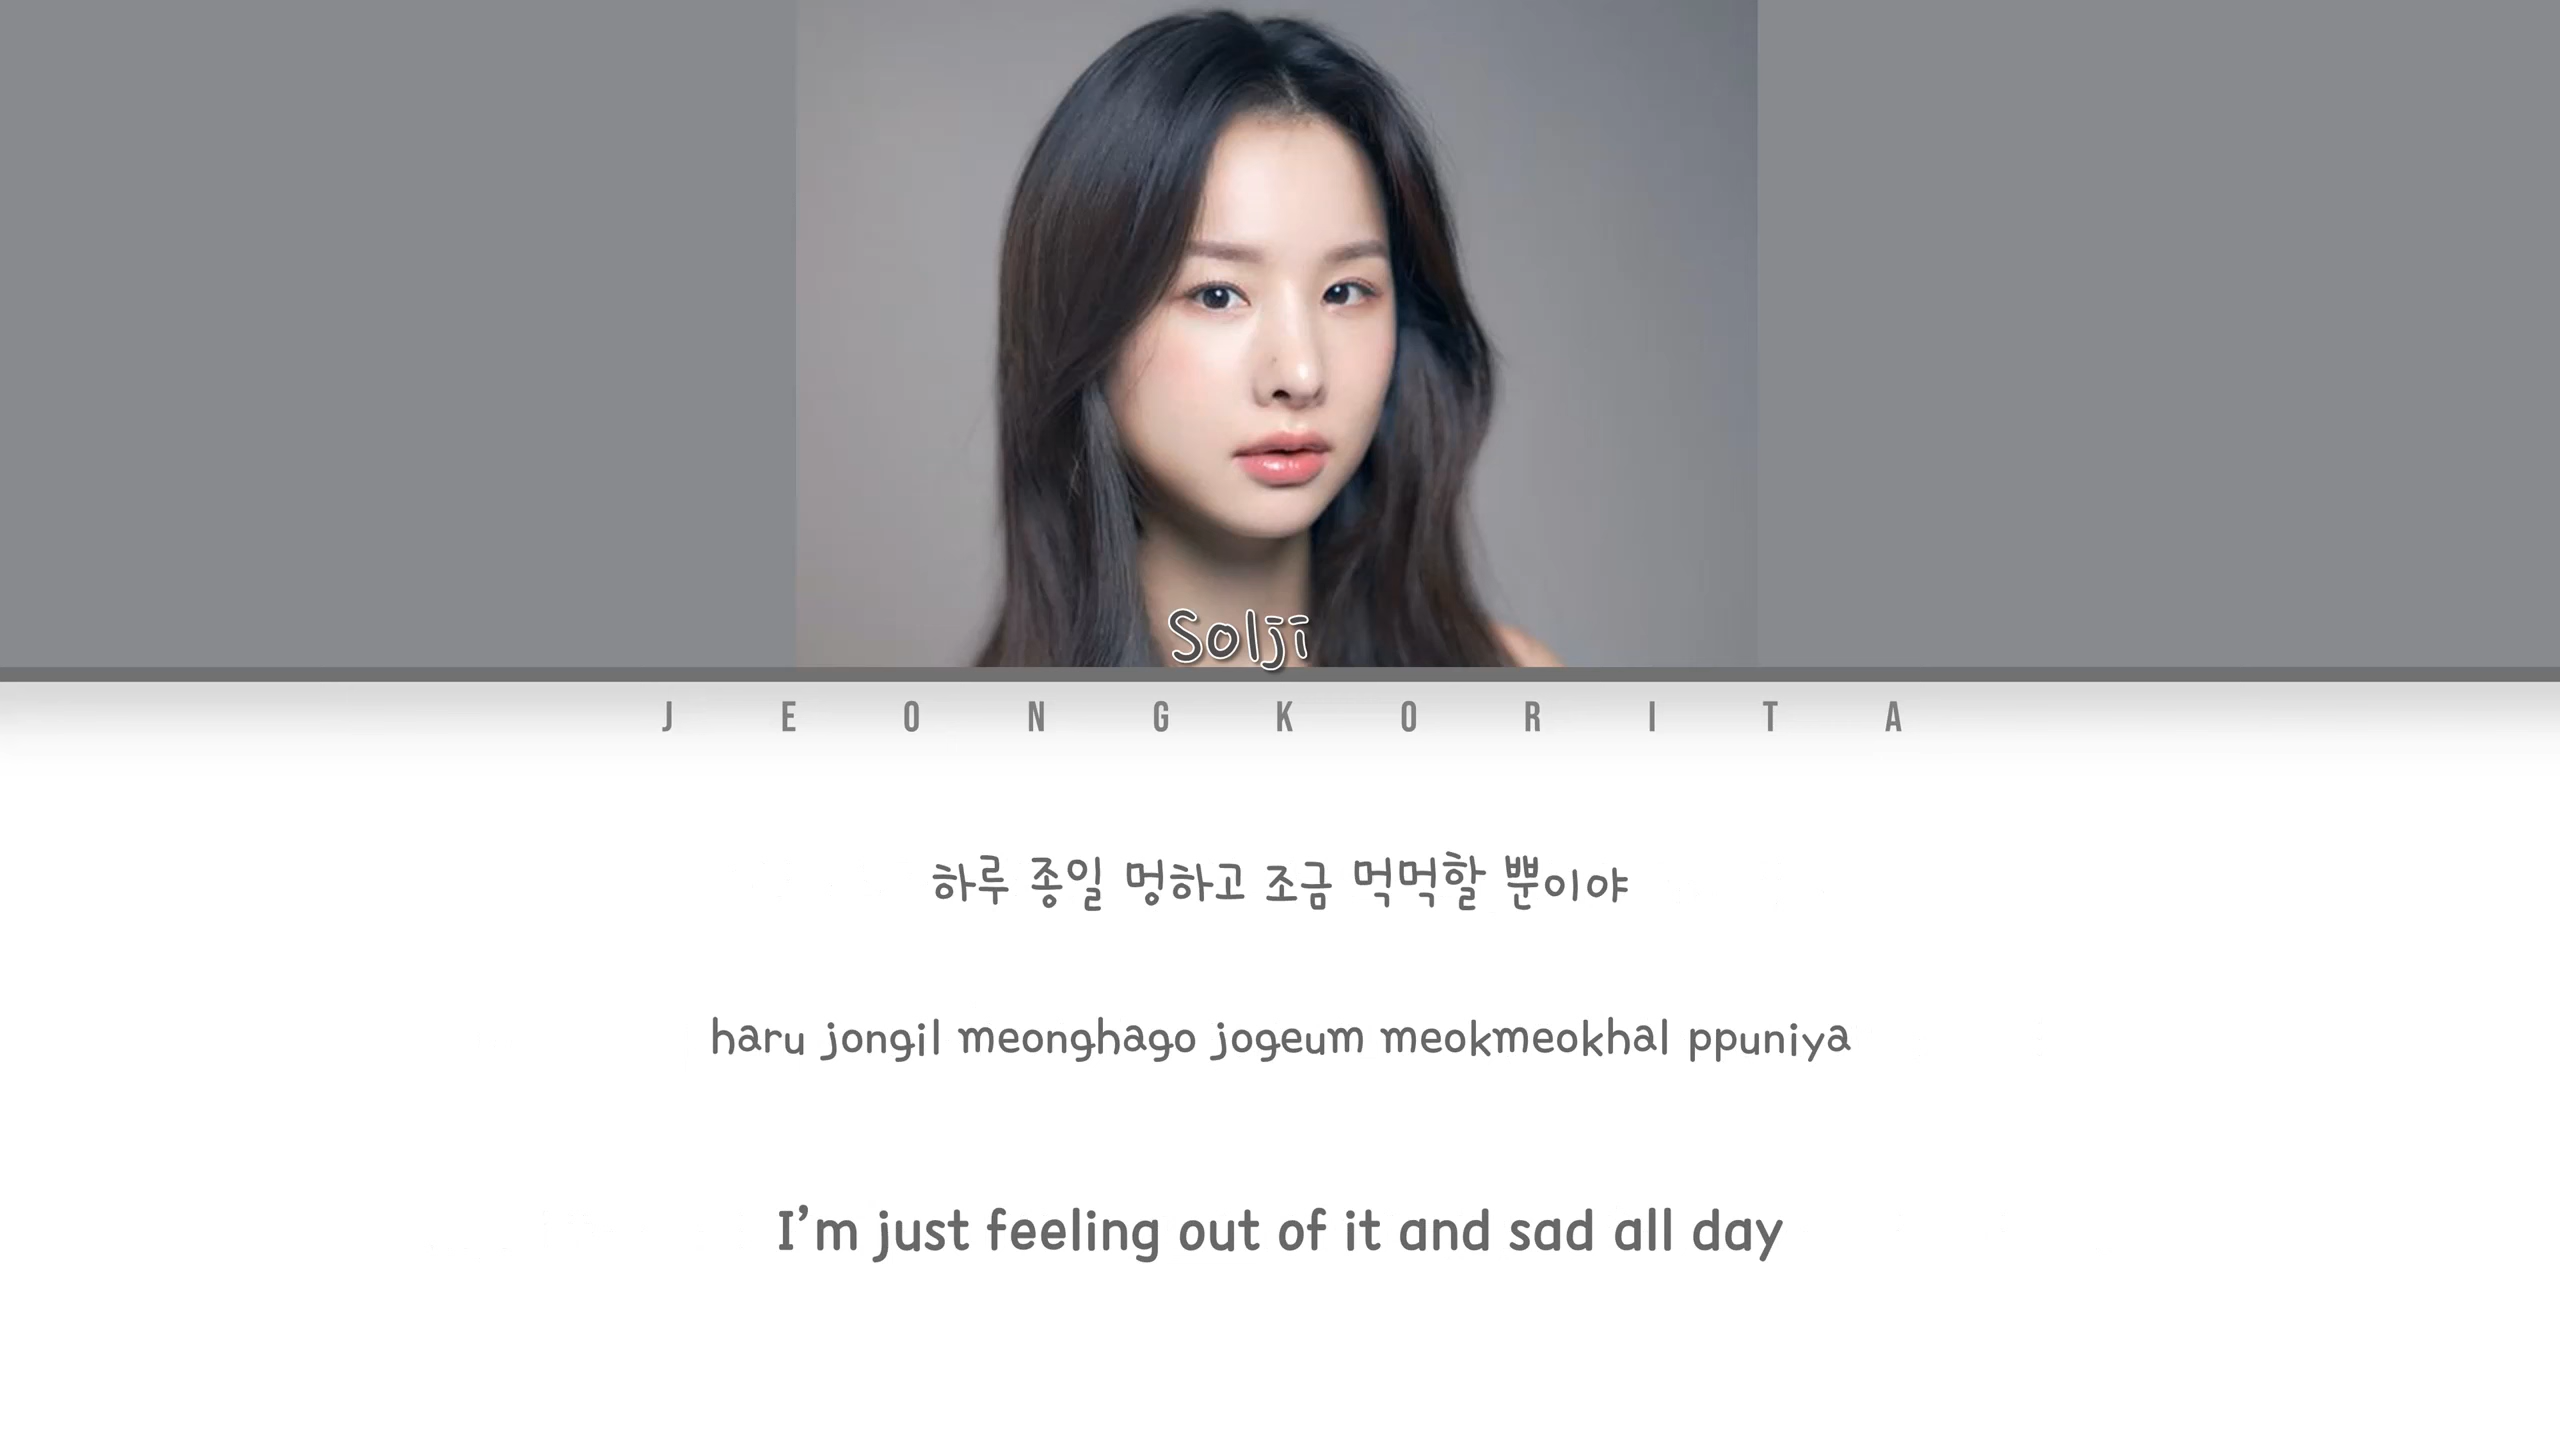 Solji
JEONGKORITA
하루 종일 멍하고 조금 먹먹할 뿐이야
haru jongil meonghago jogeum meokmeokhal ppuniya
I'm just feeling out of it and sad all day